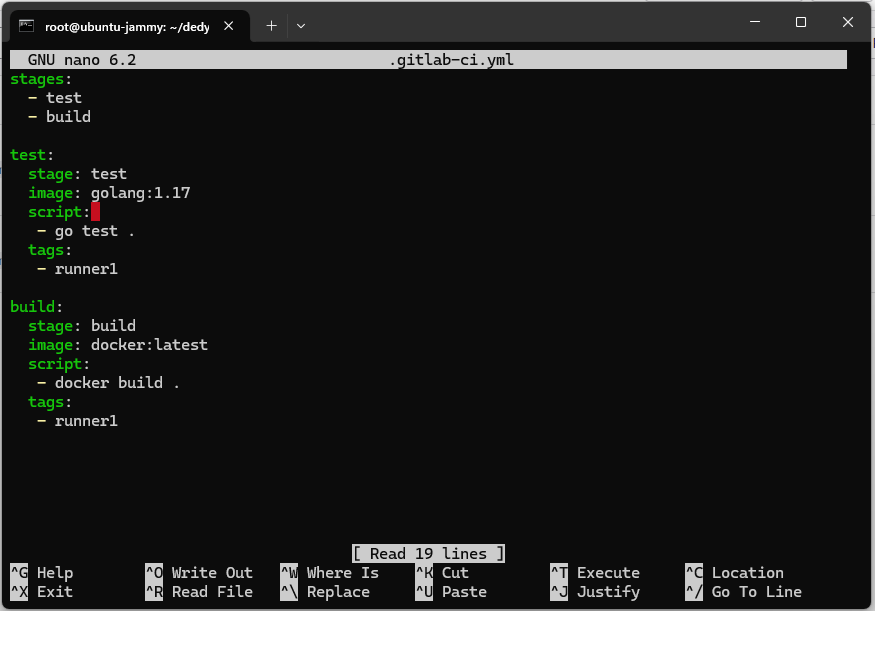 root@ubuntu-jammy: ~/dedy
GNU nano 6.2 .gitlab-ci.yml
stages:
  - test
  - build

test:
  stage: test
  image: golang:1.17
  script:
   - go test .
  tags:
   - runner1

build:
  stage: build
  image: docker:latest
  script:
   - docker build .
  tags:
   - runner1

[ Read 19 lines ]
^G Help ^O Write Out ^W Where Is ^K Cut ^T Execute ^C Location
^X Exit ^R Read File ^\ Replace ^U Paste ^J Justify ^/ Go To Line